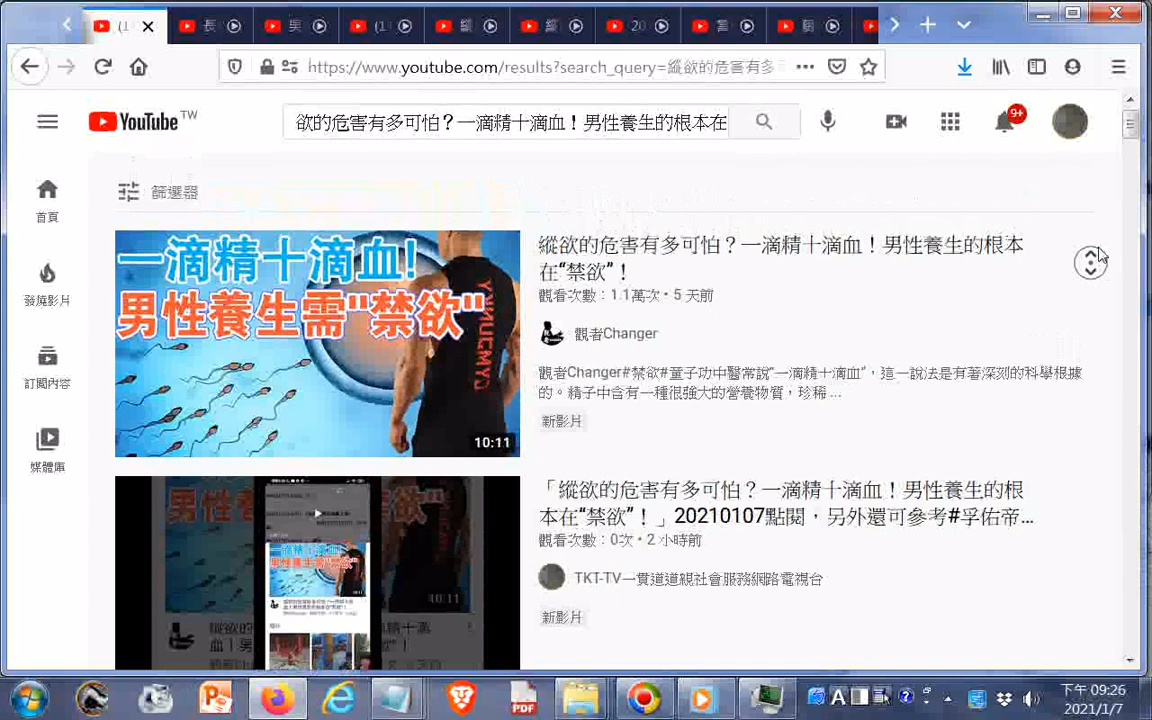 https://www.youtube.com/results?search_query=縱欲的危害有多
YouTube TW
欲的危害有多可怕？一滴精十滴血！男性養生的根本在
9+
篩選器
首頁
發燒影片
訂閱內容
媒體庫
一滴精十滴血!
男性養生需"禁欲"
10:11
縱欲的危害有多可怕？一滴精十滴血！男性養生的根本
在“禁欲”！
觀看次數：1.1萬次 • 5 天前
觀者Changer
觀者Changer#禁欲#童子功中醫常說“一滴精十滴血”，這一說法是有著深刻的科學根據
的。精子中含有一種很強大的營養物質，珍稀 ...
新影片
「縱欲的危害有多可怕？一滴精十滴血！男性養生的根
本在“禁欲”！」20210107點閱，另外還可參考#孚佑帝...
觀看次數：0次 • 2 小時前
TKT-TV一貫道道親社會服務網路電視台
新影片
下午 09:26
2021/1/7